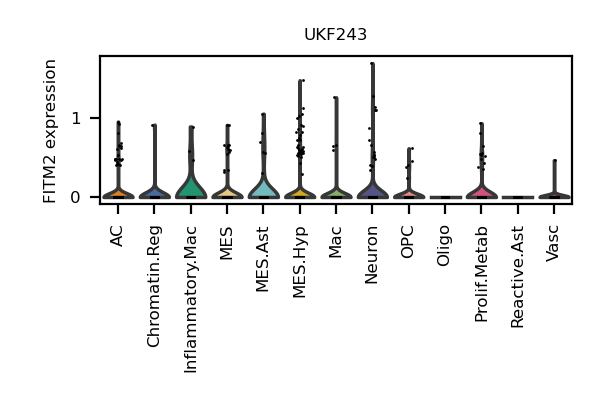 UKF243
FITM2 expression
1
0
AC
Chromatin.Reg
Inflammatory.Mac
MES
MES.Ast
MES.Hyp
Mac
Neuron
OPC
Oligo
Prolif.Metab
Reactive.Ast
Vasc